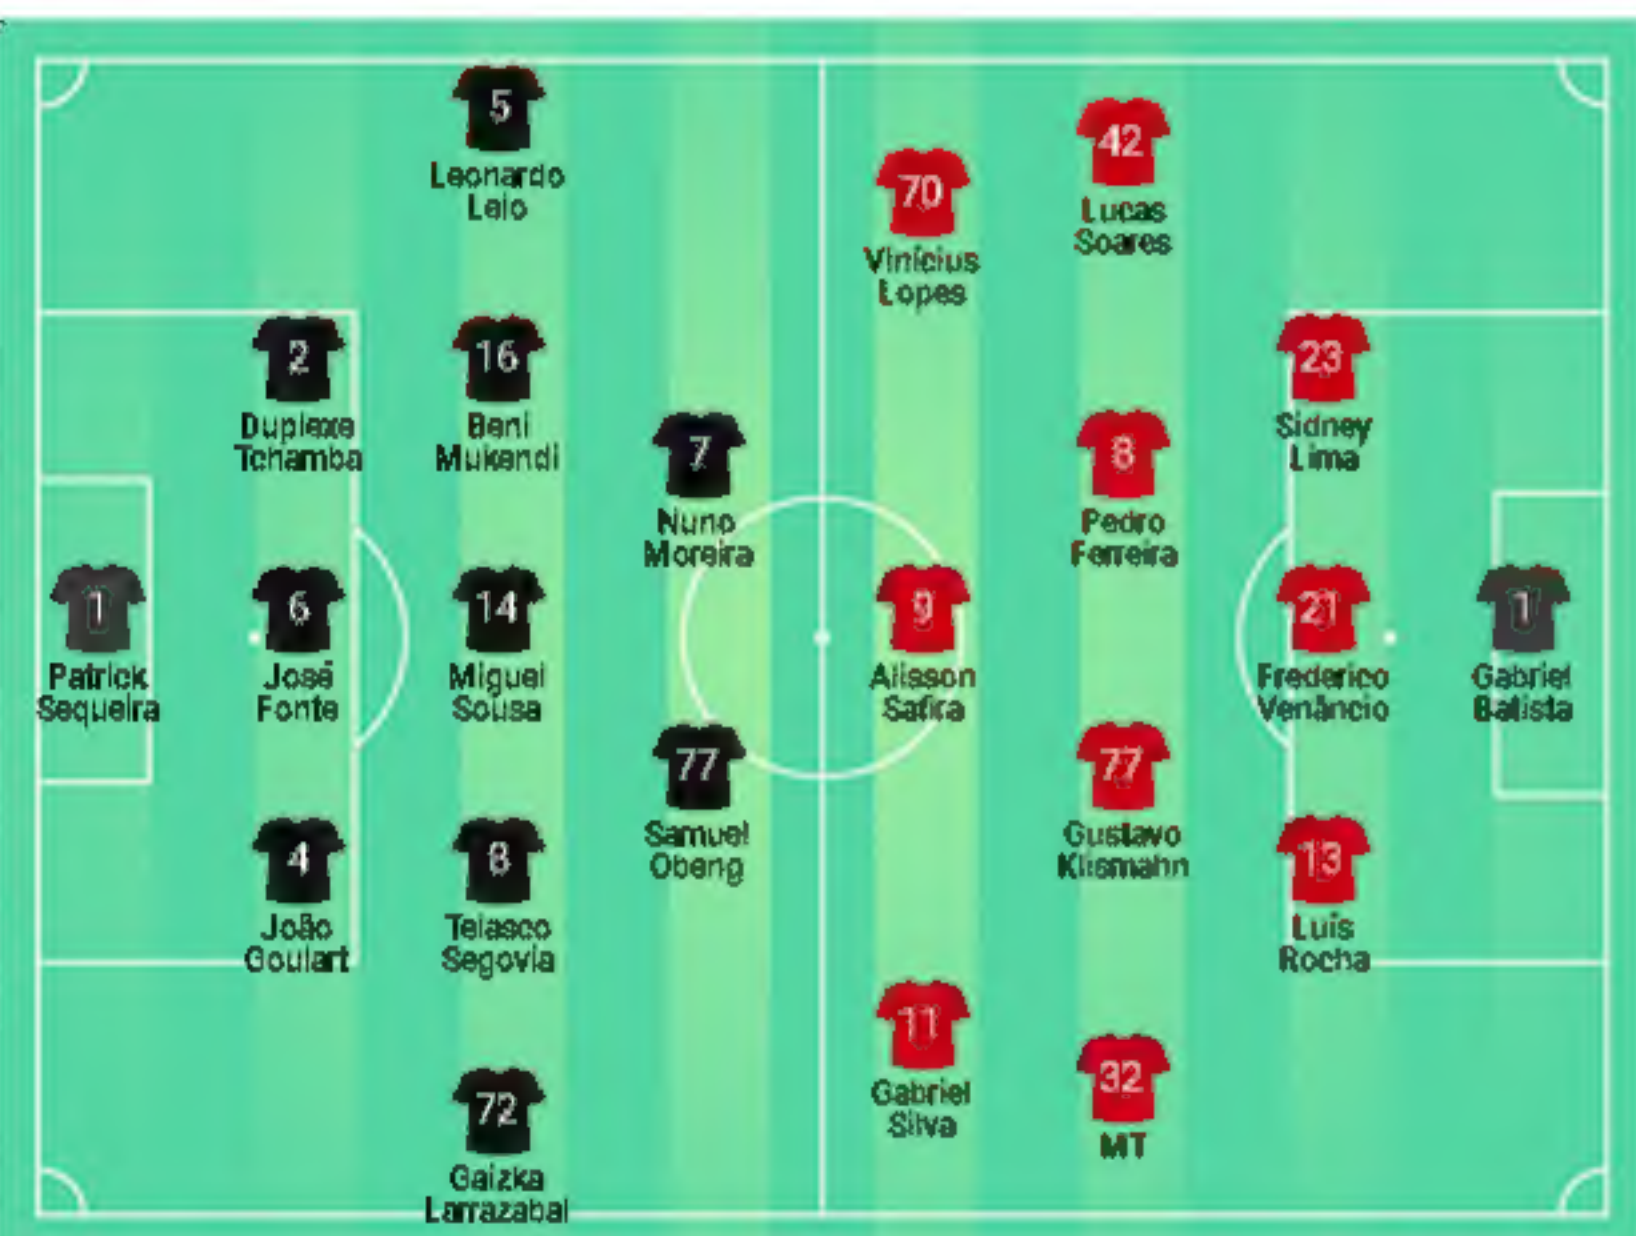 5
Leonardo
Lelo
42
Lucas
Soares
70
Vinícius
Lopes
2
Duplexe
Tchamba
16
Beni
Mukendi
23
Sidney
Lima
7
Nuno
Moreira
8
Pedro
Ferreira
1
Patrick
Sequeira
6
José
Fonte
14
Miguel
Sousa
9
Alisson
Safira
21
Frederico
Venâncio
1
Gabriel
Batista
77
Samuel
Obeng
77
Gustavo
Klismahn
4
João
Goulart
8
Telasco
Segovia
13
Luís
Rocha
11
Gabriel
Silva
32
MT
72
Gaizka
Larrazabal